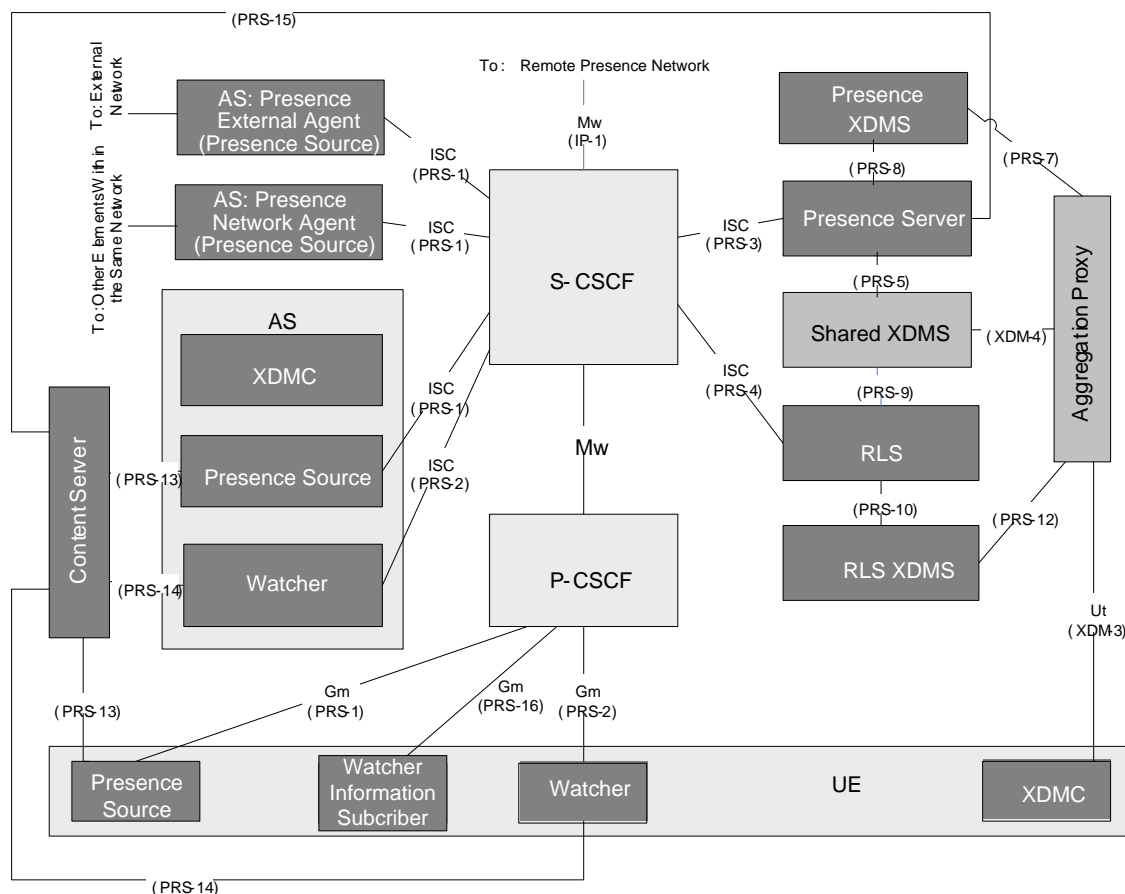 (PRS-15)
To: External
Network
To:Other Elements Within
the Same Network
To: Remote Presence Network
Mw
(IP-1)
AS: Presence
External Agent
(Presence Source)
ISC
(PRS-1)
AS: Presence
Network Agent
(Presence Source)
ISC
(PRS-1)
S- CSCF
ISC
(PRS-3)
Presence
XDMS
(PRS-7)
(PRS-8)
Presence Server
(PRS-5)
Shared XDMS
(XDM-4)
Aggregation Proxy
(PRS-9)
ISC
(PRS-4)
RLS
(PRS-10)
(PRS-12)
RLS XDMS
AS
XDMC
ISC
(PRS-1)
Presence Source
ISC
(PRS-2)
Watcher
Content Server
(PRS-13)
(PRS-14)
Mw
P- CSCF
Ut
(XDM-3)
(PRS-13)
Gm
(PRS-1)
Gm
(PRS-16)
Gm
(PRS-2)
Presence
Source
Watcher
Information
Subcriber
Watcher
UE
XDMC
(PRS-14)